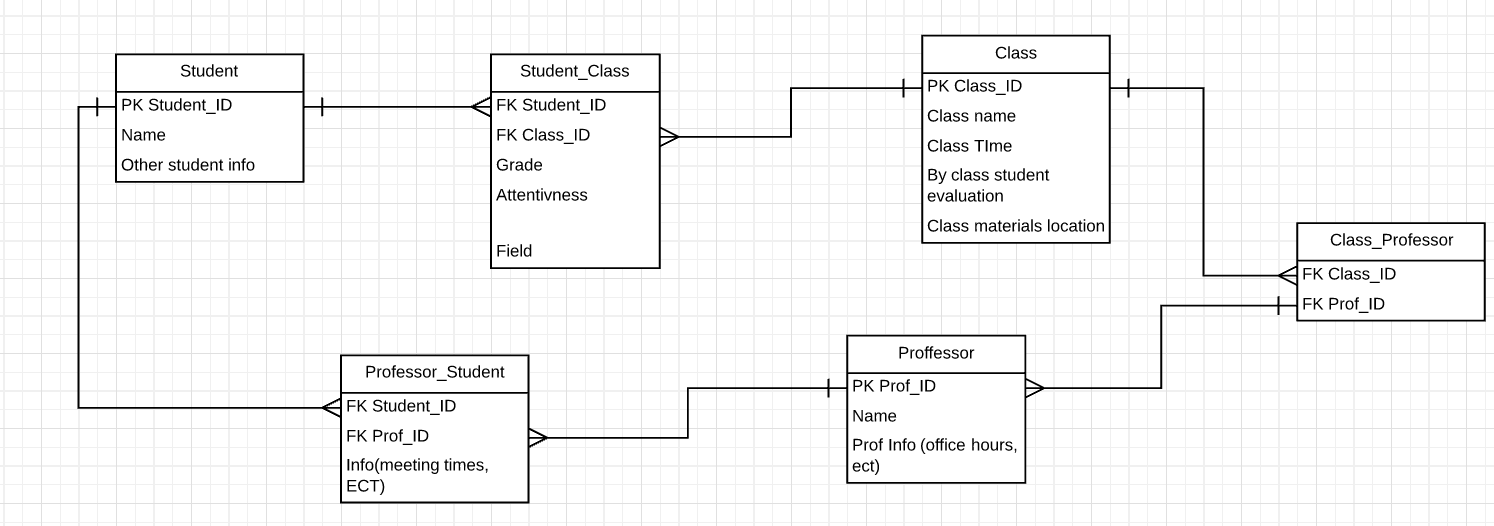 Student
PK Student_ID
Name
Other student info
Student_Class
FK Student_ID
FK Class_ID
Grade
Attentivness
Field
Class
PK Class_ID
Class name
Class TIme
By class student
evaluation
Class materials location
Class_Professor
FK Class_ID
FK Prof_ID
Professor_Student
FK Student_ID
FK Prof_ID
Info(meeting times,
ECT)
Proffessor
PK Prof_ID
Name
Prof Info (office hours,
ect)